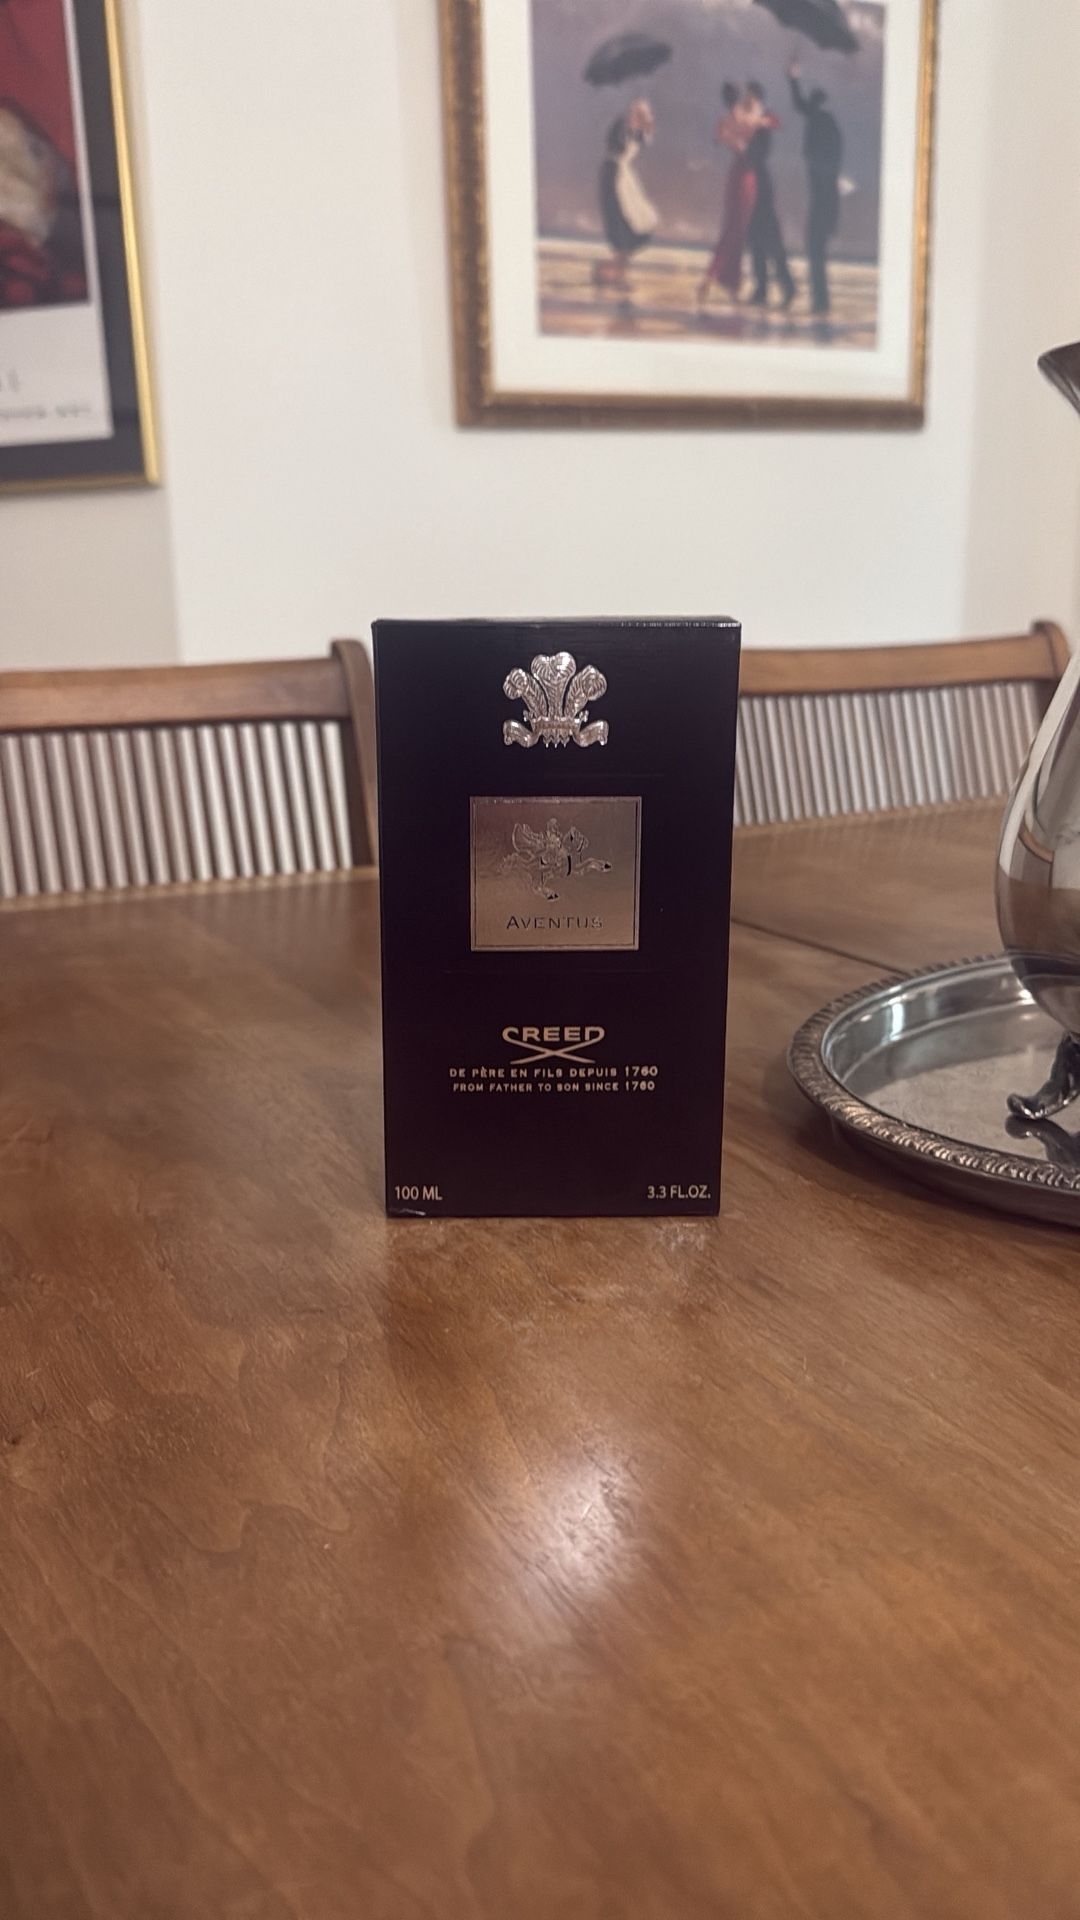 AVENTUS
CREED
DE PÈRE EN FILS DEPUIS 1760
FROM FATHER TO SON SINCE 1760
100 ML
3.3 FL.OZ.